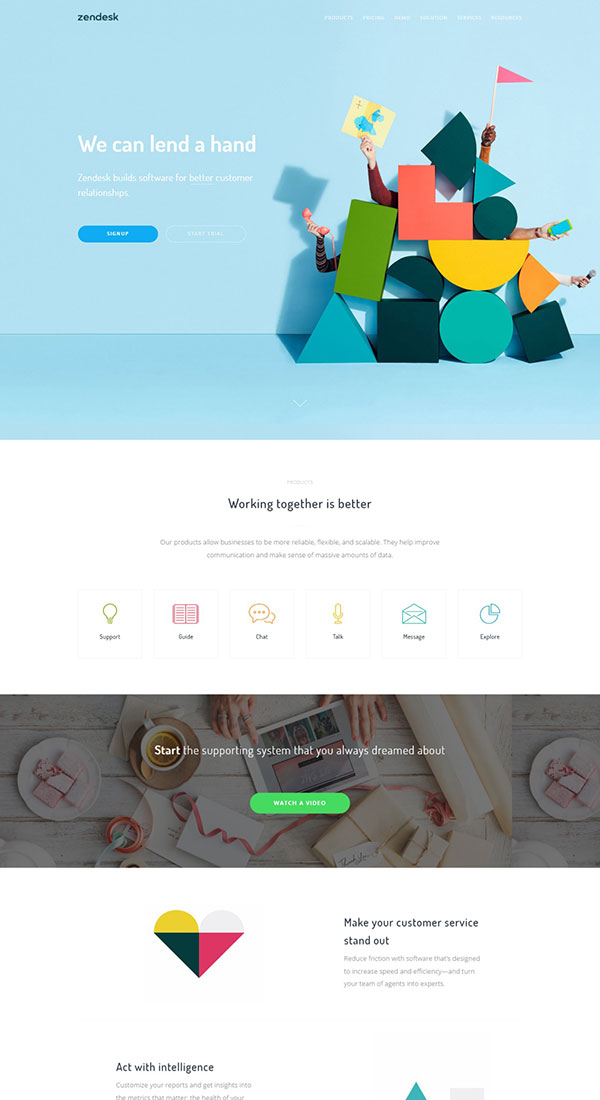 zendesk
PRODUCTS PRICING DEMO SOLUTION SERVICES RESOURCES
We can lend a hand
Zendesk builds software for better customer
relationships.
SIGNUP START TRIAL
PRODUCTS
Working together is better
Our products allow businesses to be more reliable, flexible, and scalable. They help improve
communication and make sense of massive amounts of data.
Support Guide Chat Talk Message Explore
Start the supporting system that you always dreamed about
WATCH A VIDEO
Thank You
Make your customer service
stand out
Reduce friction with software that's designed
to increase speed and efficiency—and turn
your team of agents into experts.
Act with intelligence
Customize your reports and get insights into
the metrics that matter: the health of your